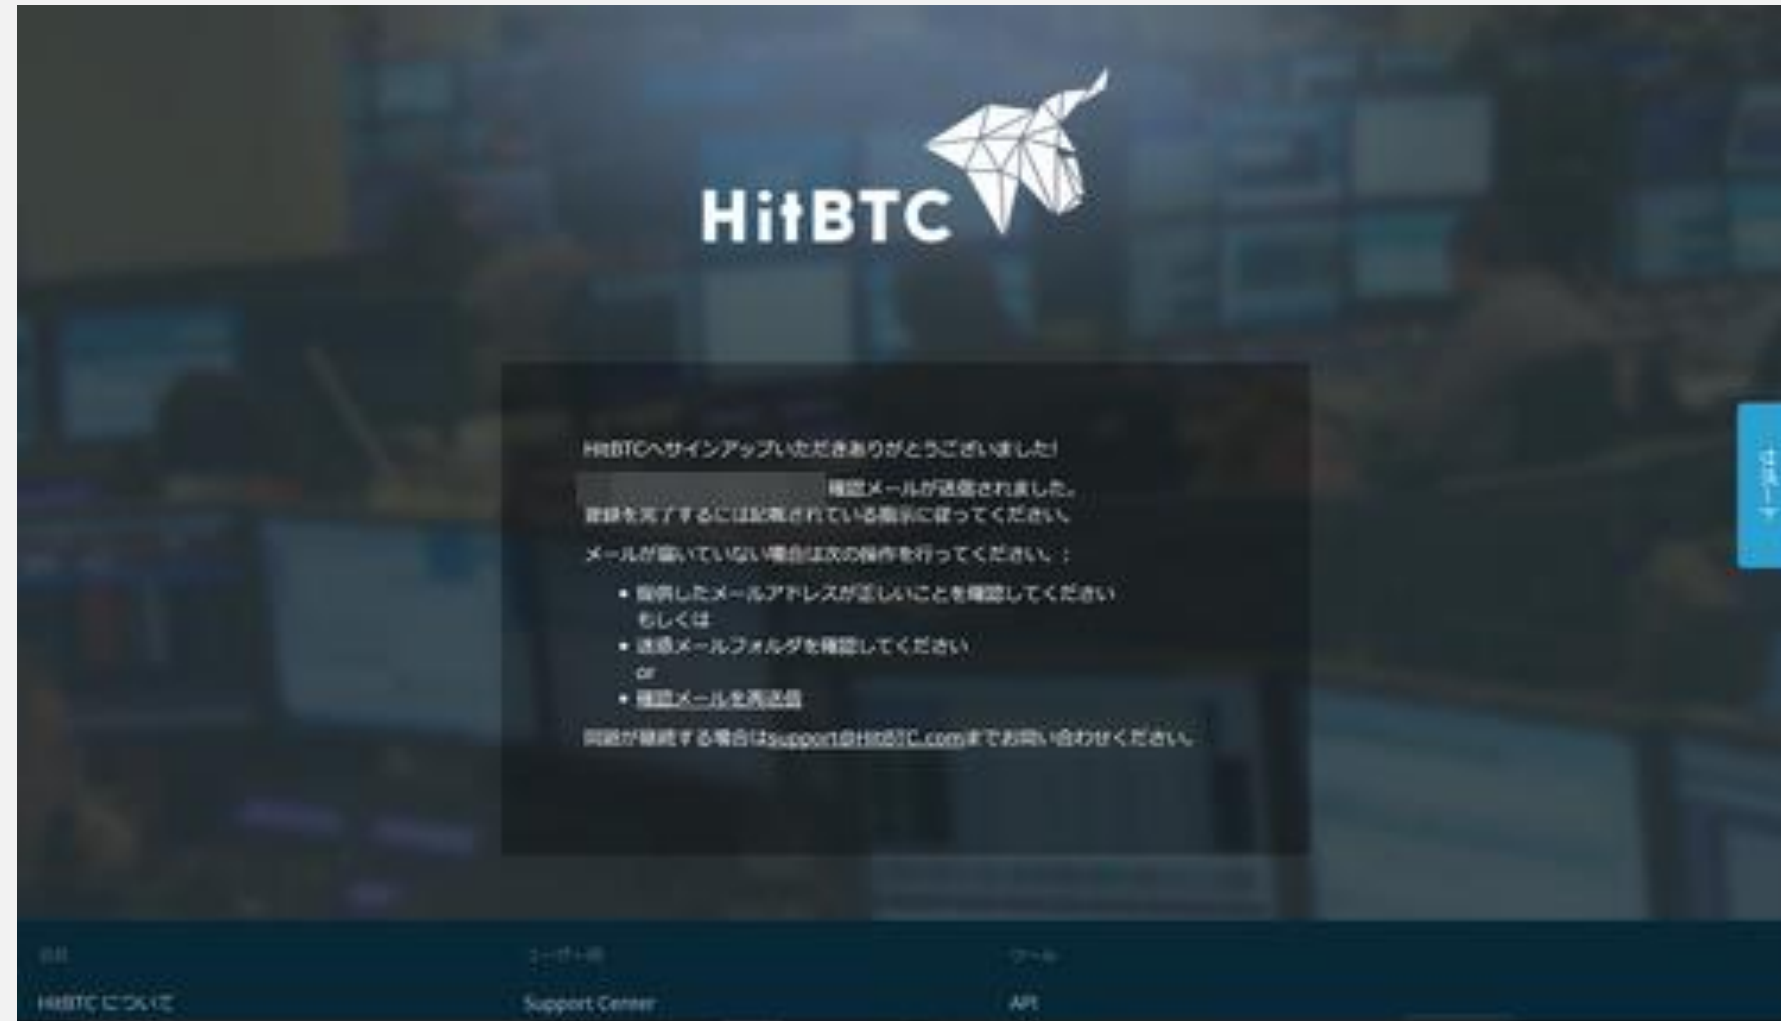 HitBTC
HitBTCへサインアップいただきありがとうございました!
確認メールが送信されました。
登録を完了するには記載されている指示に従ってください。
メールが届いていない場合は次の操作を行ってください。:
• 提供したメールアドレスが正しいことを確認してください
もしくは
• 迷惑メールフォルダを確認してください
or
• 確認メールを再送信
問題が継続する場合はsupport@HitBTC.comまでお問い合わせください。
サポート
ツール
HitBTC について
Support Center
API